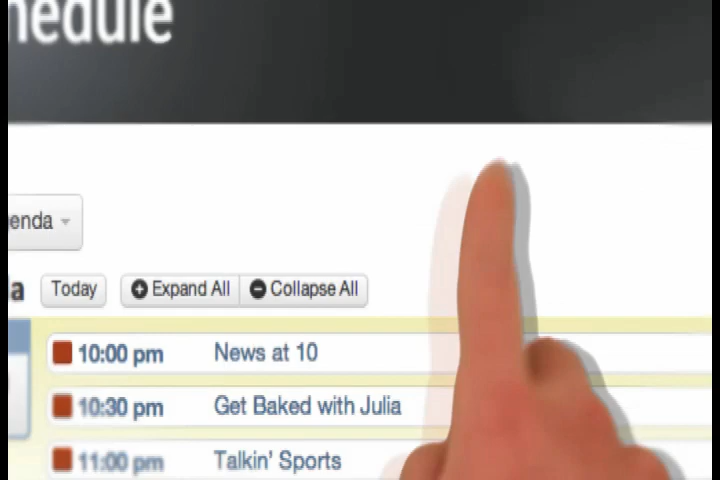 hedule
enda
a Today Expand All Collapse All
10:00 pm News at 10
10:30 pm Get Baked with Julia
11:00 pm Talkin' Sports